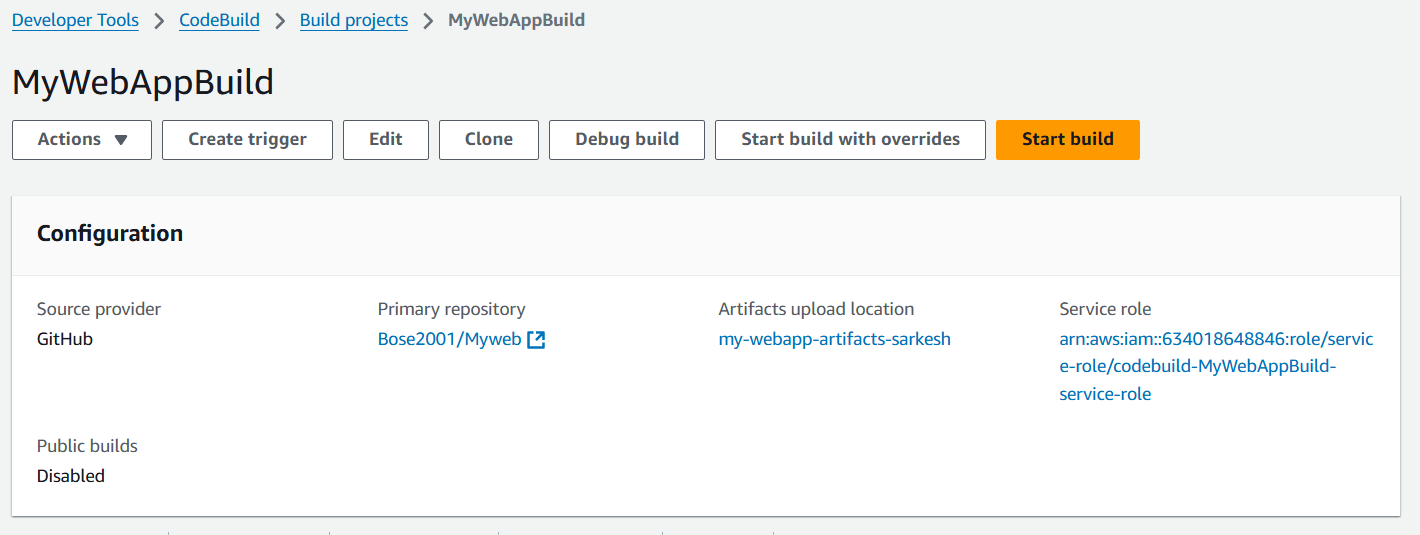 Developer Tools > CodeBuild > Build projects > MyWebAppBuild
MyWebAppBuild
Actions Create trigger Edit Clone Debug build Start build with overrides Start build
Configuration
Source provider
GitHub
Primary repository
Bose2001/Myweb
Artifacts upload location
my-webapp-artifacts-sarkesh
Service role
arn:aws:iam::634018648846:role/servic
e-role/codebuild-MyWebAppBuild-
service-role
Public builds
Disabled